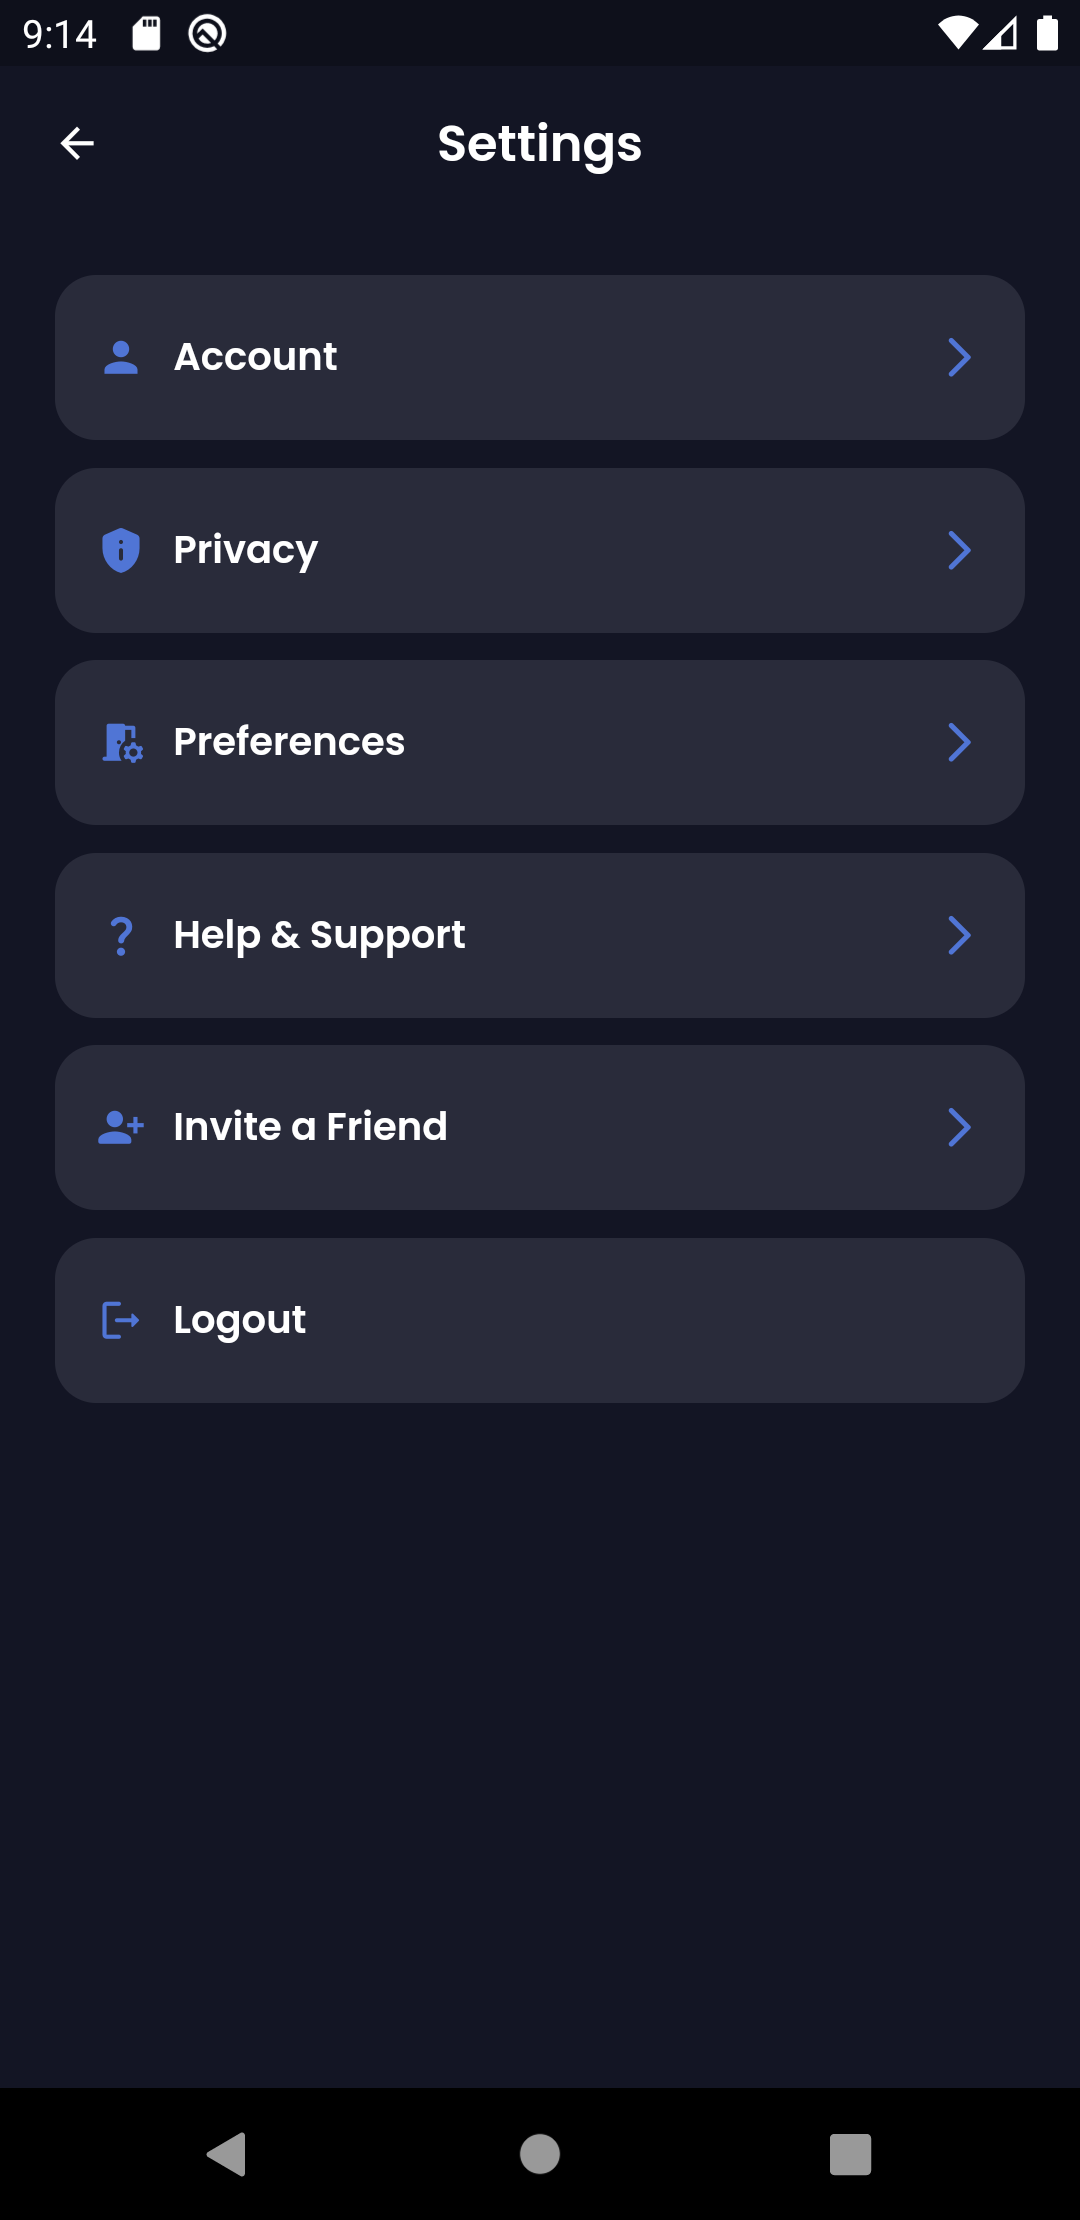 9:14
Settings
Account
Privacy
Preferences
Help & Support
Invite a Friend
Logout